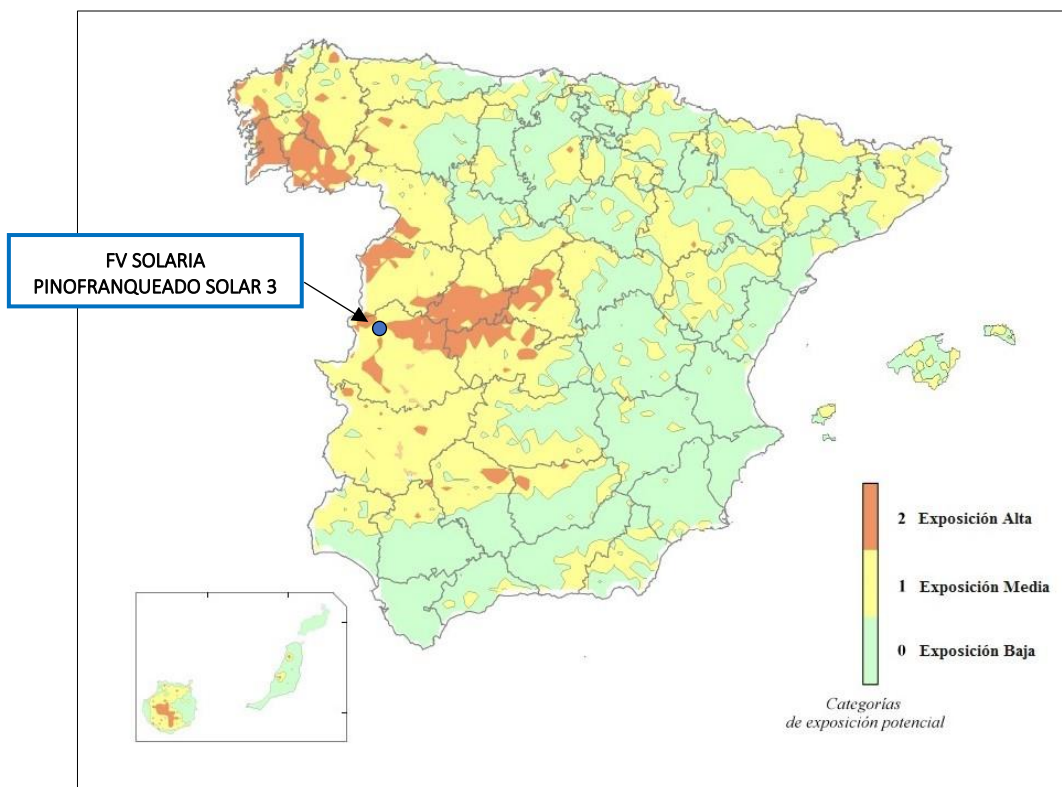 FV SOLARIA
PINOFRANQUEADO SOLAR 3
2 Exposición Alta
1 Exposición Media
0 Exposición Baja
Categorías
de exposición potencial